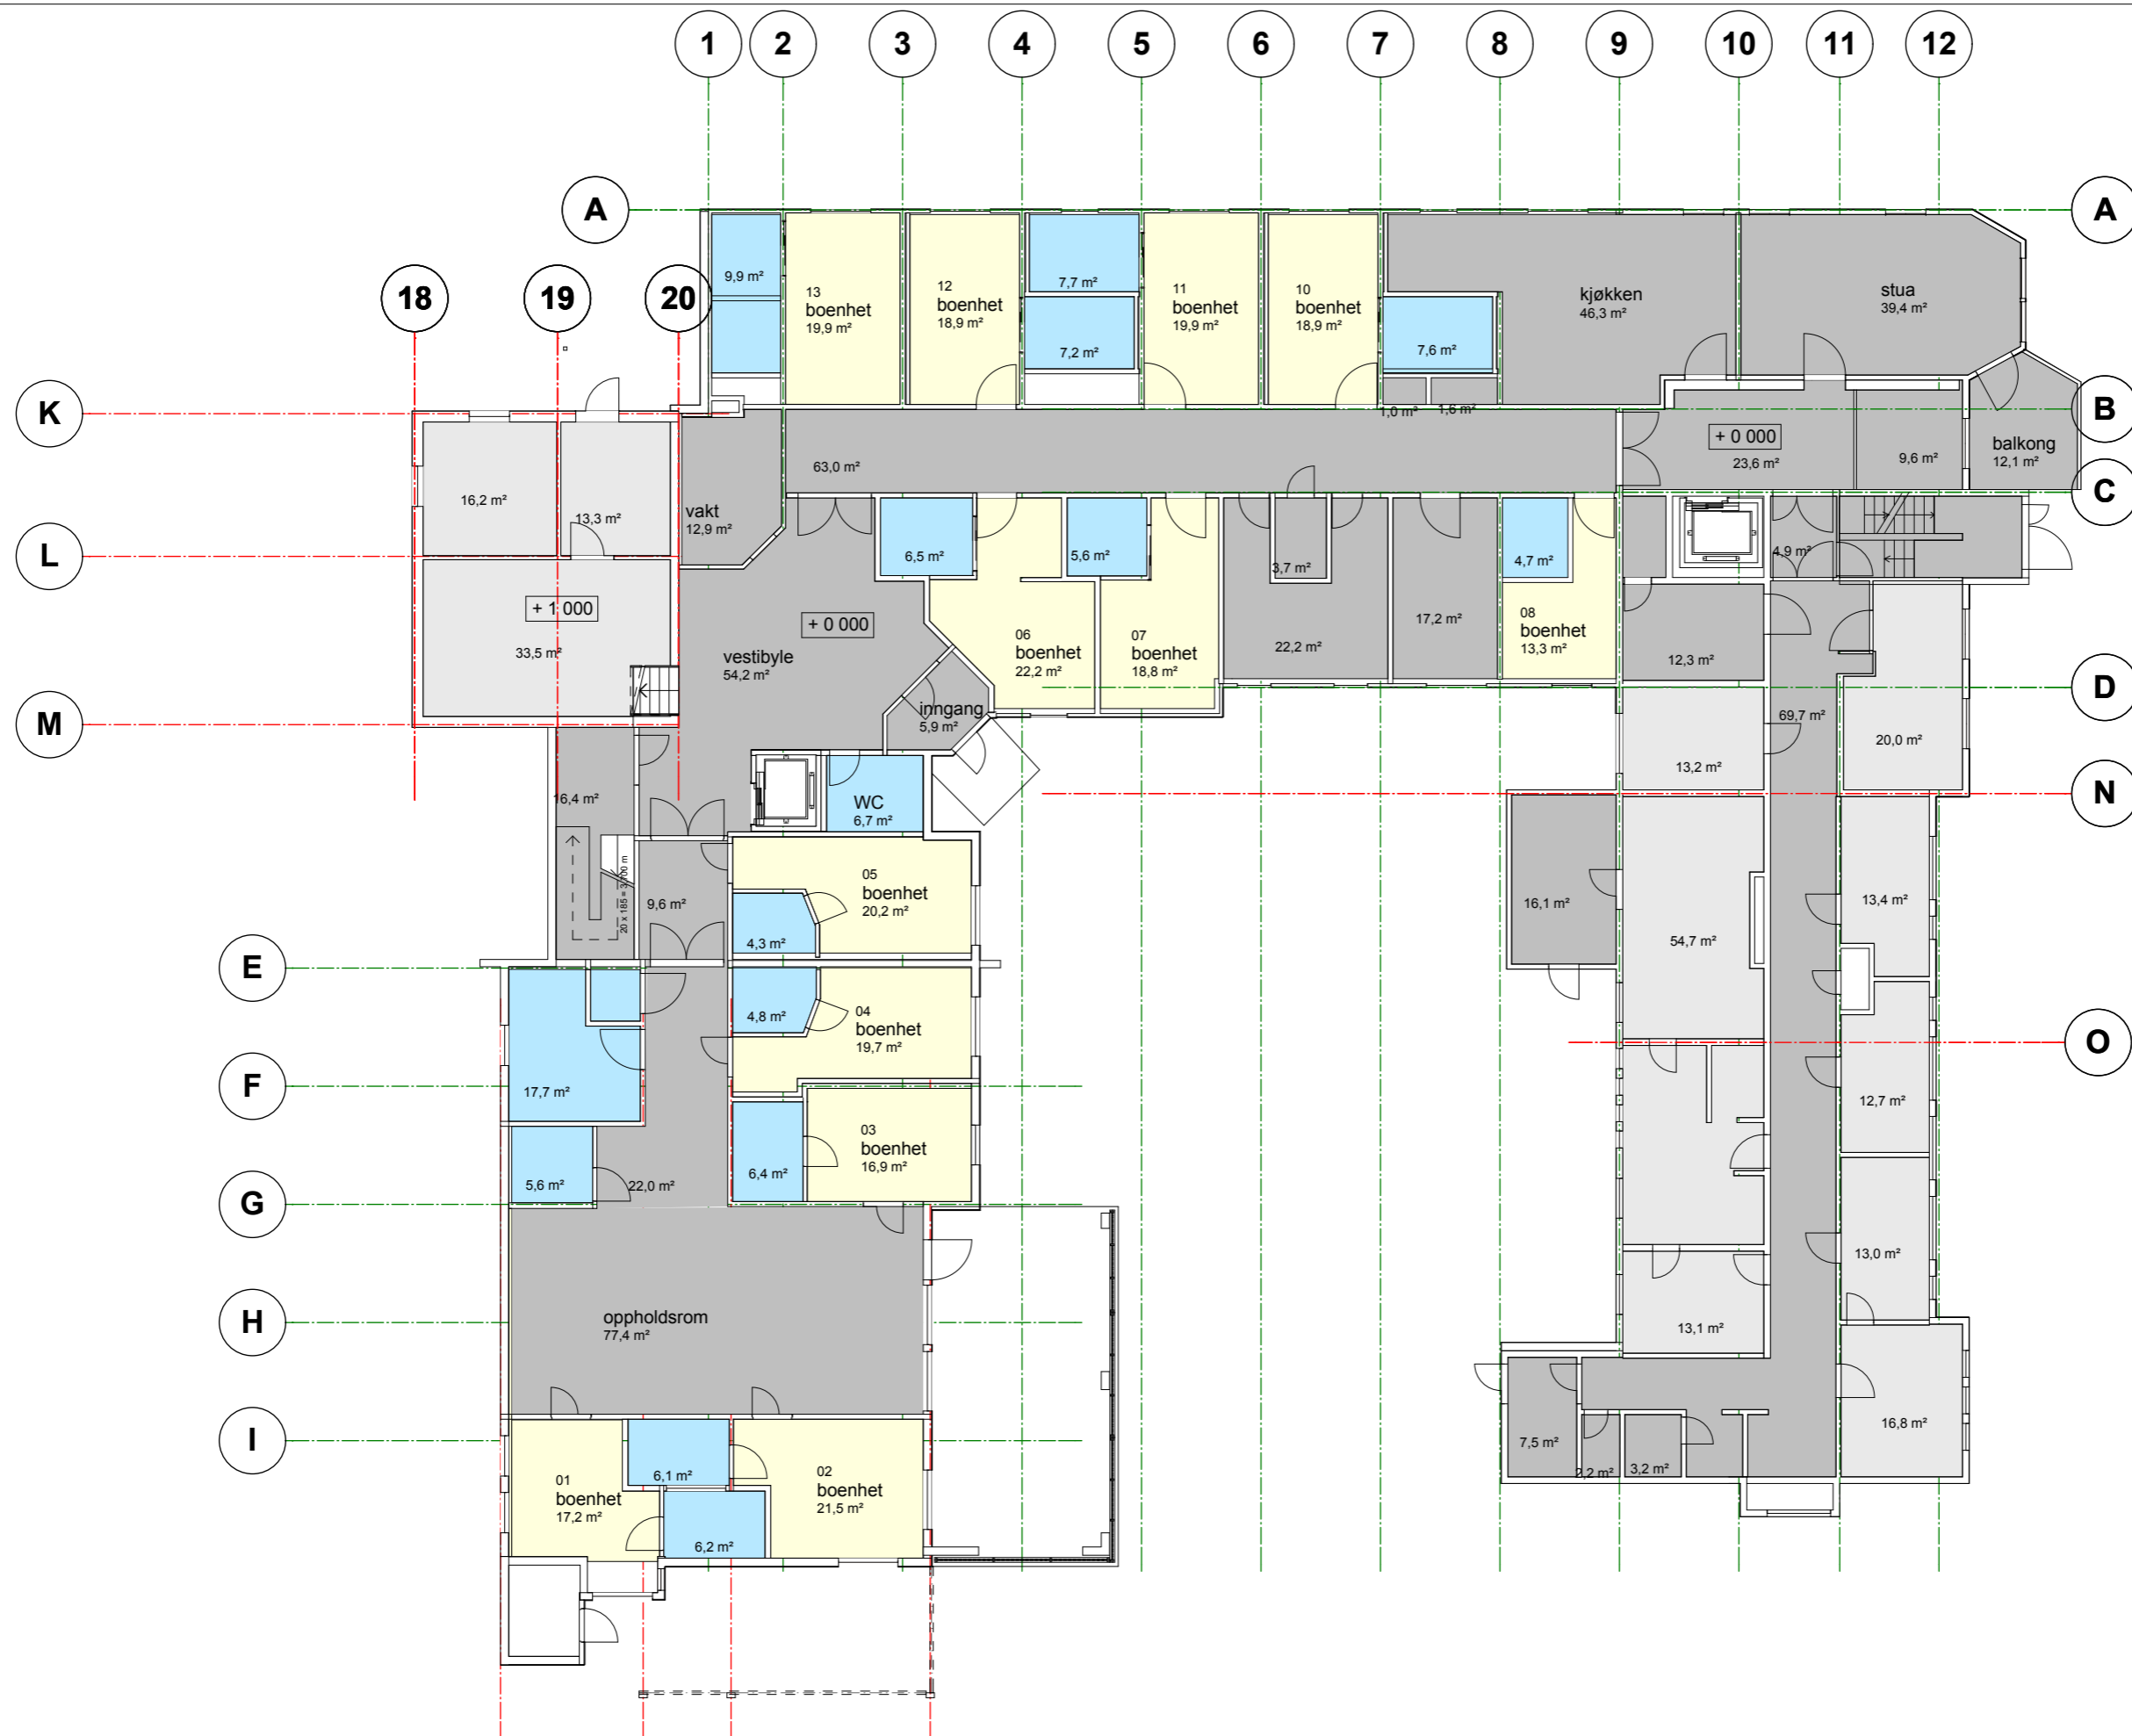 1 2 3 4 5 6 7 8 9 10 11 12
A A
18 19 20
9,9 m²
13
boenhet
19,9 m²
12
boenhet
18,9 m²
7,7 m²
7,2 m²
11
boenhet
19,9 m²
10
boenhet
18,9 m²
7,6 m²
kjøkken
46,3 m²
stua
39,4 m²
K
B
1,0 m²
1,6 m²
+ 0 000
23,6 m²
9,6 m²
balkong
12,1 m²
63,0 m²
C
16,2 m²
13,3 m²
vakt
12,9 m²
L
6,5 m²
5,6 m²
3,7 m²
4,7 m²
4,9 m²
+ 1 000
33,5 m²
+ 0 000
vestibyle
54,2 m²
06
boenhet
22,2 m²
07
boenhet
18,8 m²
22,2 m²
17,2 m²
08
boenhet
13,3 m²
12,3 m²
D
inngang
5,9 m²
M
69,7 m²
20,0 m²
13,2 m²
N
16,4 m²
WC
6,7 m²
20 x 185 = 3,700 m
9,6 m²
05
boenhet
20,2 m²
4,3 m²
16,1 m²
54,7 m²
13,4 m²
E
4,8 m²
04
boenhet
19,7 m²
O
F
17,7 m²
12,7 m²
03
boenhet
16,9 m²
6,4 m²
5,6 m²
22,0 m²
G
13,0 m²
H
oppholdsrom
77,4 m²
13,1 m²
I
7,5 m²
2,2 m²
3,2 m²
16,8 m²
01
boenhet
17,2 m²
6,1 m²
6,2 m²
02
boenhet
21,5 m²